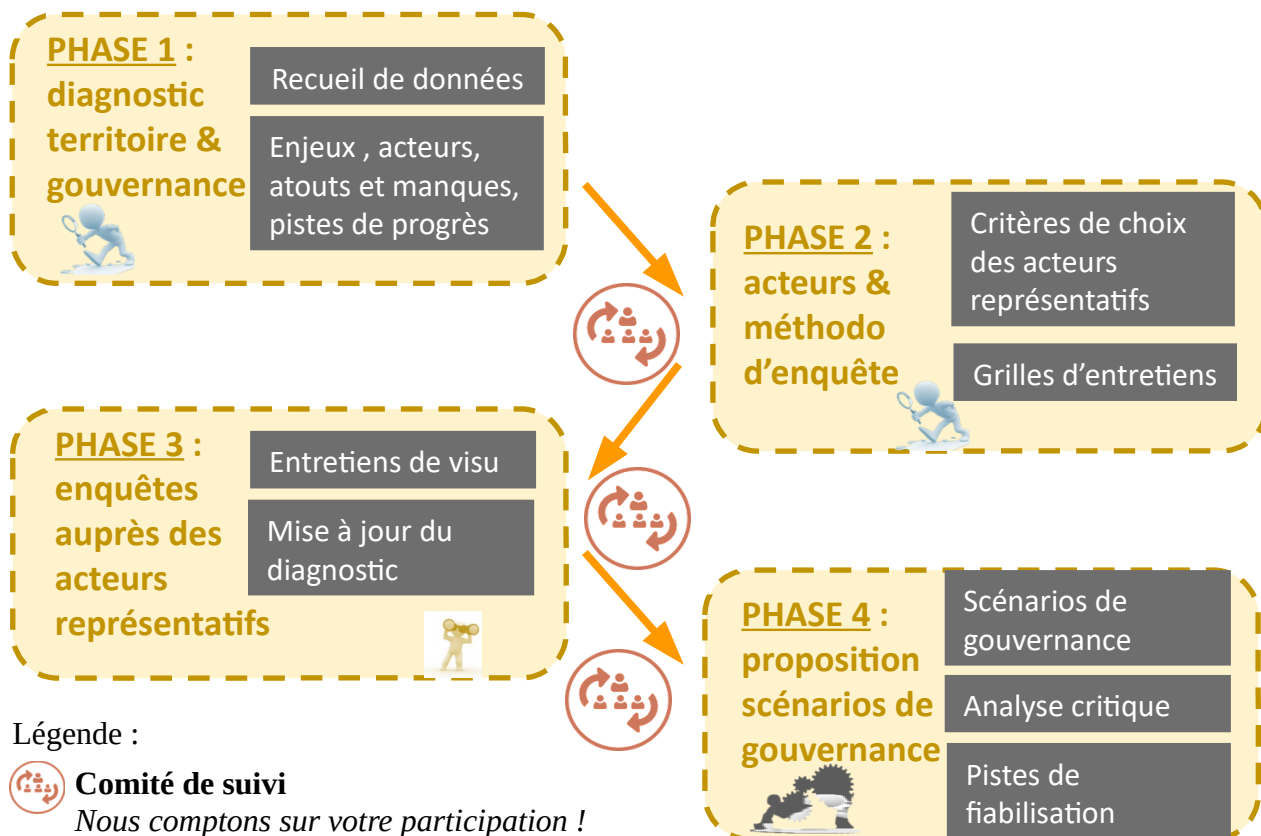 PHASE 1 :
diagnostic
territoire &
gouvernance
Recueil de données
Enjeux , acteurs,
atouts et manques,
pistes de progrès
PHASE 2 :
acteurs &
méthodo
d’enquête
Critères de choix
des acteurs
représentatifs
Grilles d’entretiens
PHASE 3 :
enquêtes
auprès des
acteurs
représentatifs
Entretiens de visu
Mise à jour du
diagnostic
PHASE 4 :
proposition
scénarios de
gouvernance
Scénarios de
gouvernance
Analyse critique
Pistes de
fiabilisation
Légende :
Comité de suivi
Nous comptons sur votre participation !